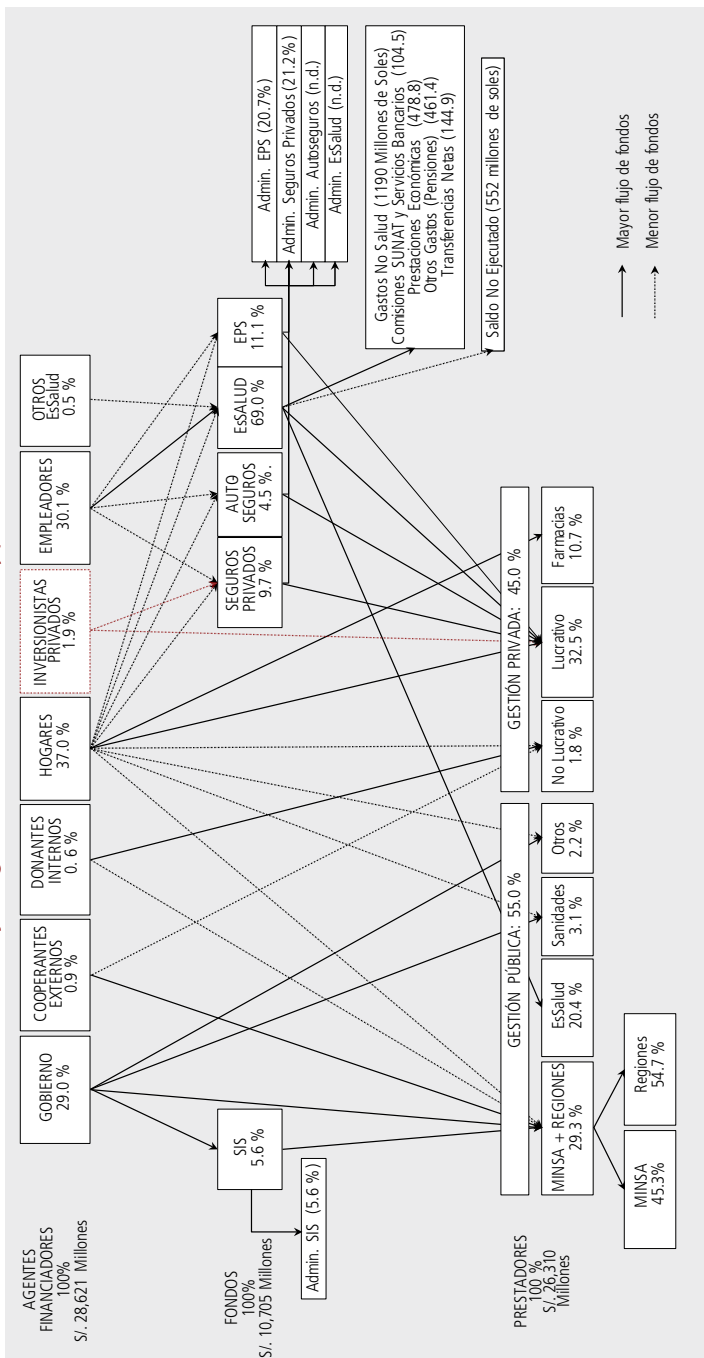 AGENTES
FINANCIADORES
100%
S/. 28,621 Millones
GOBIERNO
29.0 %
COOPERANTES
EXTERNOS
0.9 %
DONANTES
INTERNOS
0. 6 %
HOGARES
37.0 %
INVERSIONISTAS
PRIVADOS
1.9 %
EMPLEADORES
30.1 %
OTROS
EsSalud
0.5 %
FONDOS
100%
S/. 10,705 Millones
SIS
5.6 %
Admin. SIS (5.6 %)
SEGUROS
PRIVADOS
9.7 %
AUTO
SEGUROS
4.5 %.
EsSALUD
69.0 %
EPS
11.1 %
Admin. EPS (20.7%)
Admin. Seguros Privados (21.2%)
Admin. Autoseguros (n.d.)
Admin. EsSalud (n.d.)
Gastos No Salud (1190 Millones de Soles)
Comisiones SUNAT y Servicios Bancarios (104.5)
Prestaciones Económicas (478.8)
Otros Gastos (Pensiones) (461.4)
Transferencias Netas (144.9)
Saldo No Ejecutado (552 millones de soles)
PRESTADORES
100 %
S/. 26,310
Millones
GESTIÓN PÚBLICA: 55.0 %
GESTIÓN PRIVADA: 45.0 %
MINSA + REGIONES
29.3 %
EsSalud
20.4 %
Sanidades
3.1 %
Otros
2.2 %
No Lucrativo
1.8 %
Lucrativo
32.5 %
Farmacias
10.7 %
MINSA
45.3%
Regiones
54.7 %
Mayor flujo de fondos
Menor flujo de fondos